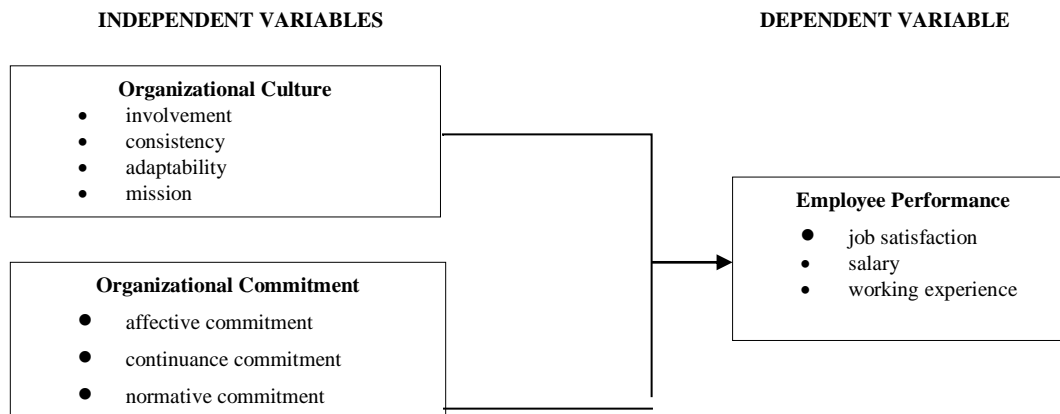 INDEPENDENT VARIABLES
DEPENDENT VARIABLE
Organizational Culture
• involvement
• consistency
• adaptability
• mission
Organizational Commitment
• affective commitment
• continuance commitment
• normative commitment
Employee Performance
• job satisfaction
• salary
• working experience